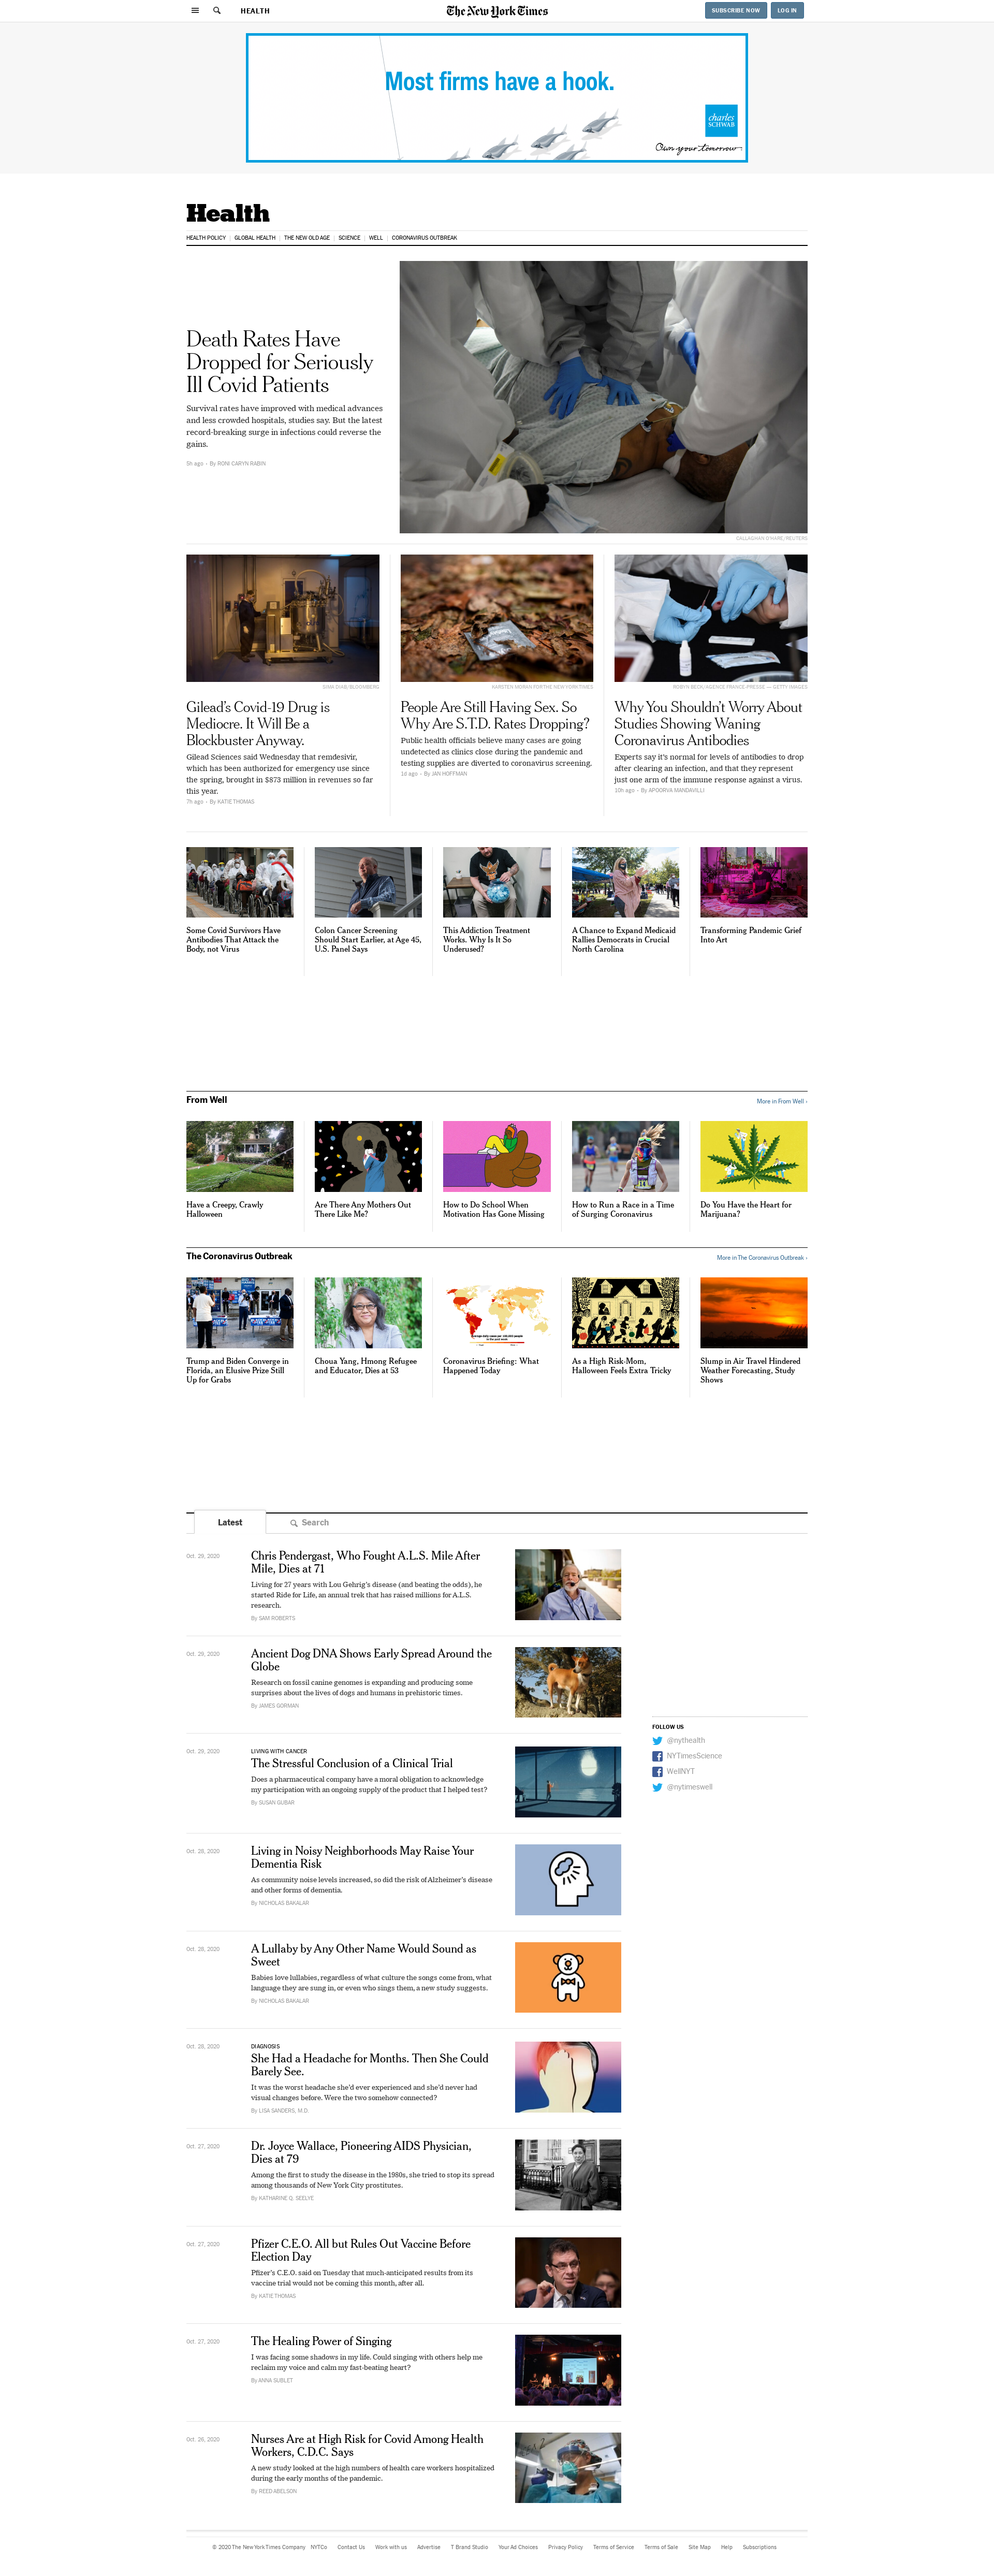 HEALTH
The New York Times
SUBSCRIBE NOW
LOG IN
Most firms have a hook.
charles
SCHWAB
Own your tomorrow
Health
HEALTH POLICY
GLOBAL HEALTH
THE NEW OLD AGE
SCIENCE
WELL
CORONAVIRUS OUTBREAK
Death Rates Have
Dropped for Seriously
Ill Covid Patients
Survival rates have improved with medical advances
and less crowded hospitals, studies say. But the latest
record-breaking surge in infections could reverse the
gains.
5h ago – By RONI CARYN RABIN
CALLAGHAN O'HARE/REUTERS
SIMA DIAB/BLOOMBERG
Gilead's Covid-19 Drug is
Mediocre. It Will Be a
Blockbuster Anyway.
Gilead Sciences said Wednesday that remdesivir,
which has been authorized for emergency use since
the spring, brought in $873 million in revenues so far
this year.
7h ago – By KATIE THOMAS
KARSTEN MORAN FOR THE NEW YORK TIMES
People Are Still Having Sex. So
Why Are S.T.D. Rates Dropping?
Public health officials believe many cases are going
undetected as clinics close during the pandemic and
testing supplies are diverted to coronavirus screening.
1d ago – By JAN HOFFMAN
ROBYN BECK/AGENCE FRANCE-PRESSE — GETTY IMAGES
Why You Shouldn't Worry About
Studies Showing Waning
Coronavirus Antibodies
Experts say it's normal for levels of antibodies to drop
after clearing an infection, and that they represent
just one arm of the immune response against a virus.
10h ago – By APOORVA MANDAVILLI
Some Covid Survivors Have
Antibodies That Attack the
Body, not Virus
Colon Cancer Screening
Should Start Earlier, at Age 45,
U.S. Panel Says
This Addiction Treatment
Works. Why Is It So
Underused?
A Chance to Expand Medicaid
Rallies Democrats in Crucial
North Carolina
Transforming Pandemic Grief
Into Art
From Well
More in From Well ›
Have a Creepy, Crawly
Halloween
Are There Any Mothers Out
There Like Me?
How to Do School When
Motivation Has Gone Missing
How to Run a Race in a Time
of Surging Coronavirus
Do You Have the Heart for
Marijuana?
The Coronavirus Outbreak
More in The Coronavirus Outbreak ›
Trump and Biden Converge in
Florida, an Elusive Prize Still
Up for Grabs
Choua Yang, Hmong Refugee
and Educator, Dies at 53
Coronavirus Briefing: What
Happened Today
As a High Risk-Mom,
Halloween Feels Extra Tricky
Slump in Air Travel Hindered
Weather Forecasting, Study
Shows
Latest
Search
Oct. 29, 2020
Chris Pendergast, Who Fought A.L.S. Mile After
Mile, Dies at 71
Living for 27 years with Lou Gehrig's disease (and beating the odds), he
started Ride for Life, an annual trek that has raised millions for A.L.S.
research.
By SAM ROBERTS
Oct. 29, 2020
Ancient Dog DNA Shows Early Spread Around the
Globe
Research on fossil canine genomes is expanding and producing some
surprises about the lives of dogs and humans in prehistoric times.
By JAMES GORMAN
FOLLOW US
@nythealth
NYTimesScience
WellNYT
@nytimeswell
Oct. 29, 2020
LIVING WITH CANCER
The Stressful Conclusion of a Clinical Trial
Does a pharmaceutical company have a moral obligation to acknowledge
my participation with an ongoing supply of the product that I helped test?
By SUSAN GUBAR
Oct. 28, 2020
Living in Noisy Neighborhoods May Raise Your
Dementia Risk
As community noise levels increased, so did the risk of Alzheimer's disease
and other forms of dementia.
By NICHOLAS BAKALAR
Oct. 28, 2020
A Lullaby by Any Other Name Would Sound as
Sweet
Babies love lullabies, regardless of what culture the songs come from, what
language they are sung in, or even who sings them, a new study suggests.
By NICHOLAS BAKALAR
Oct. 28, 2020
DIAGNOSIS
She Had a Headache for Months. Then She Could
Barely See.
It was the worst headache she'd ever experienced and she'd never had
visual changes before. Were the two somehow connected?
By LISA SANDERS, M.D.
Oct. 27, 2020
Dr. Joyce Wallace, Pioneering AIDS Physician,
Dies at 79
Among the first to study the disease in the 1980s, she tried to stop its spread
among thousands of New York City prostitutes.
By KATHARINE Q. SEELYE
Oct. 27, 2020
Pfizer C.E.O. All but Rules Out Vaccine Before
Election Day
Pfizer's C.E.O. said on Tuesday that much-anticipated results from its
vaccine trial would not be coming this month, after all.
By KATIE THOMAS
Oct. 27, 2020
The Healing Power of Singing
I was facing some shadows in my life. Could singing with others help me
reclaim my voice and calm my fast-beating heart?
By ANNA SUBLET
Oct. 26, 2020
Nurses Are at High Risk for Covid Among Health
Workers, C.D.C. Says
A new study looked at the high numbers of health care workers hospitalized
during the early months of the pandemic.
By REED ABELSON
© 2020 The New York Times Company
NYTCo
Contact Us
Work with us
Advertise
T Brand Studio
Your Ad Choices
Privacy Policy
Terms of Service
Terms of Sale
Site Map
Help
Subscriptions